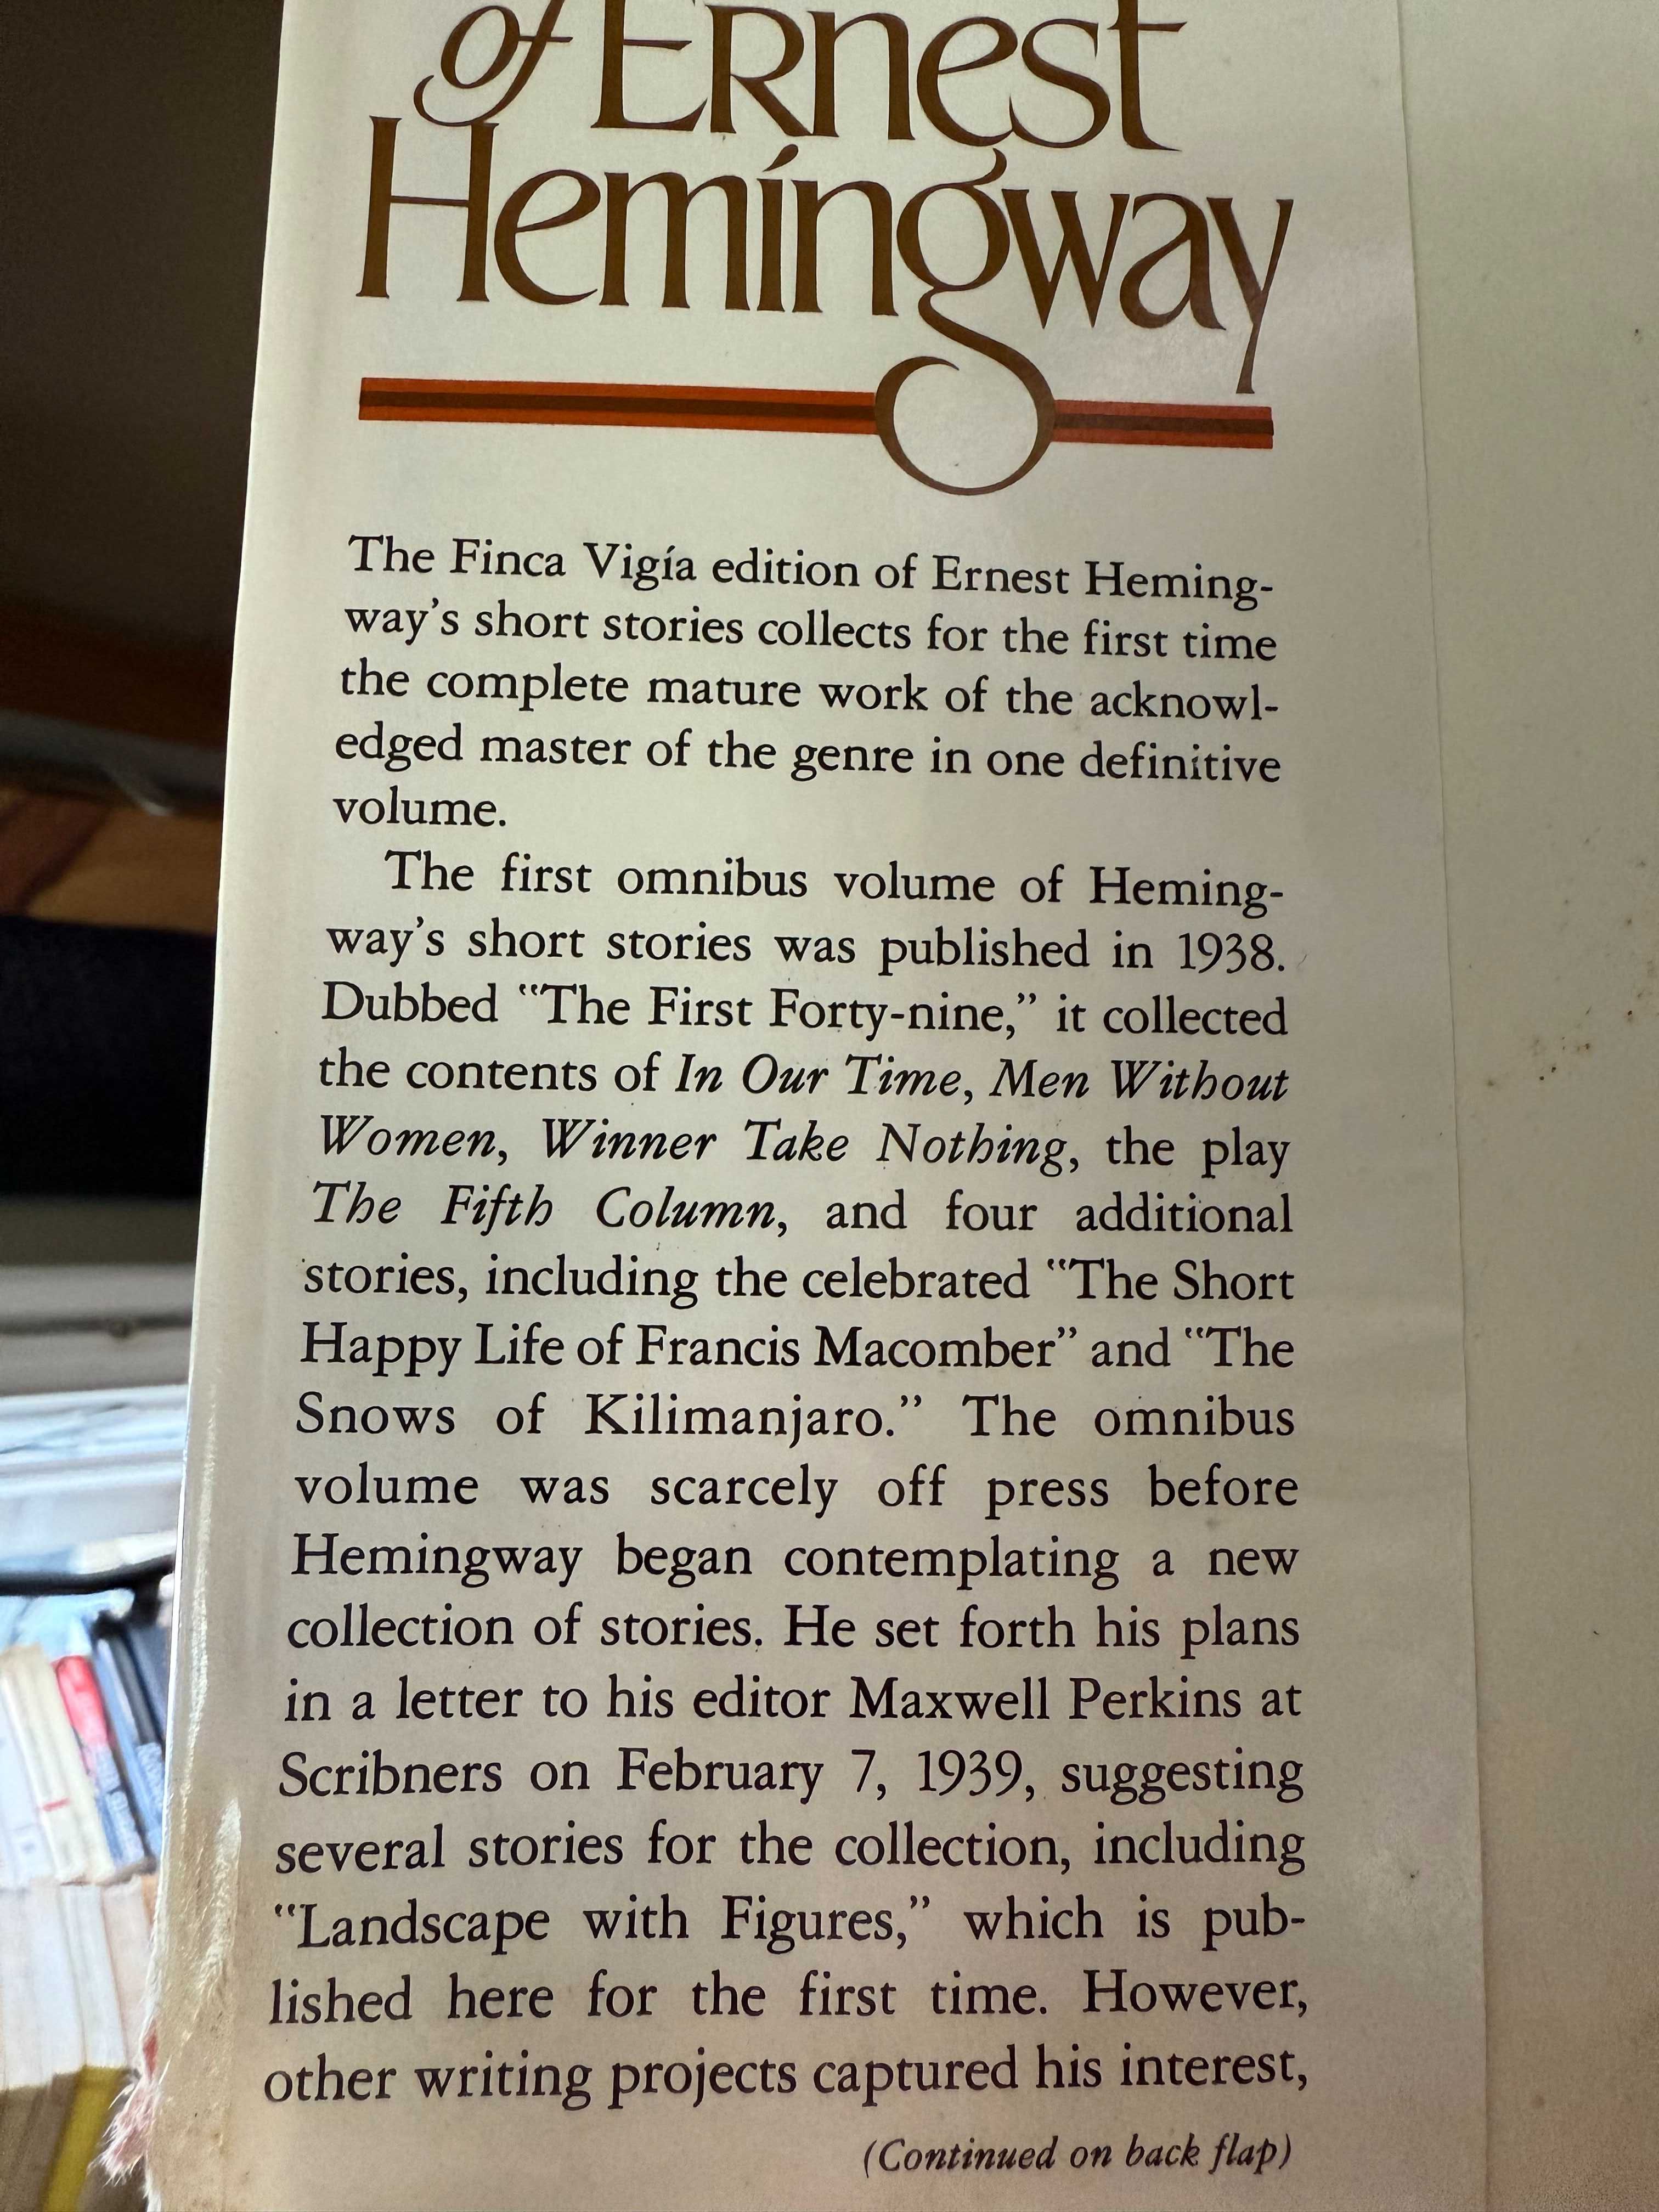 of Ernest
Hemingway
The Finca Vigía edition of Ernest Heming-
way's short stories collects for the first time
the complete mature work of the acknowl-
edged master of the genre in one definitive
volume.
The first omnibus volume of Heming-
way's short stories was published in 1938.
Dubbed "The First Forty-nine," it collected
the contents of In Our Time, Men Without
Women, Winner Take Nothing, the play
The Fifth Column, and four additional
stories, including the celebrated "The Short
Happy Life of Francis Macomber" and "The
Snows of Kilimanjaro." The omnibus
volume was scarcely off press before
Hemingway began contemplating a new
collection of stories. He set forth his plans
in a letter to his editor Maxwell Perkins at
Scribners on February 7, 1939, suggesting
several stories for the collection, including
"Landscape with Figures," which is pub-
lished here for the first time. However,
other writing projects captured his interest,
(Continued on back flap)